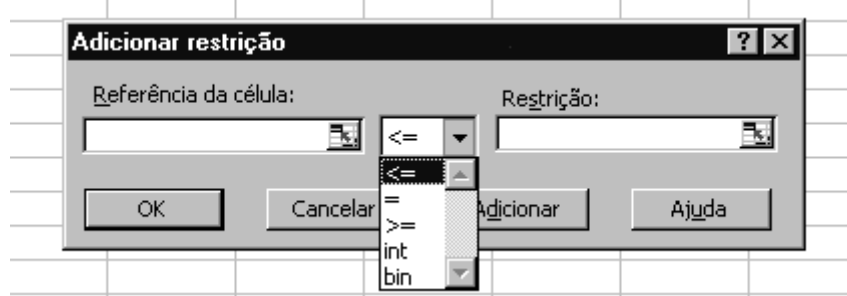 Adicionar restrição
Referência da célula:
Restrição:
<=
<=
=
>=
int
bin
OK
Cancelar
Adicionar
Ajuda